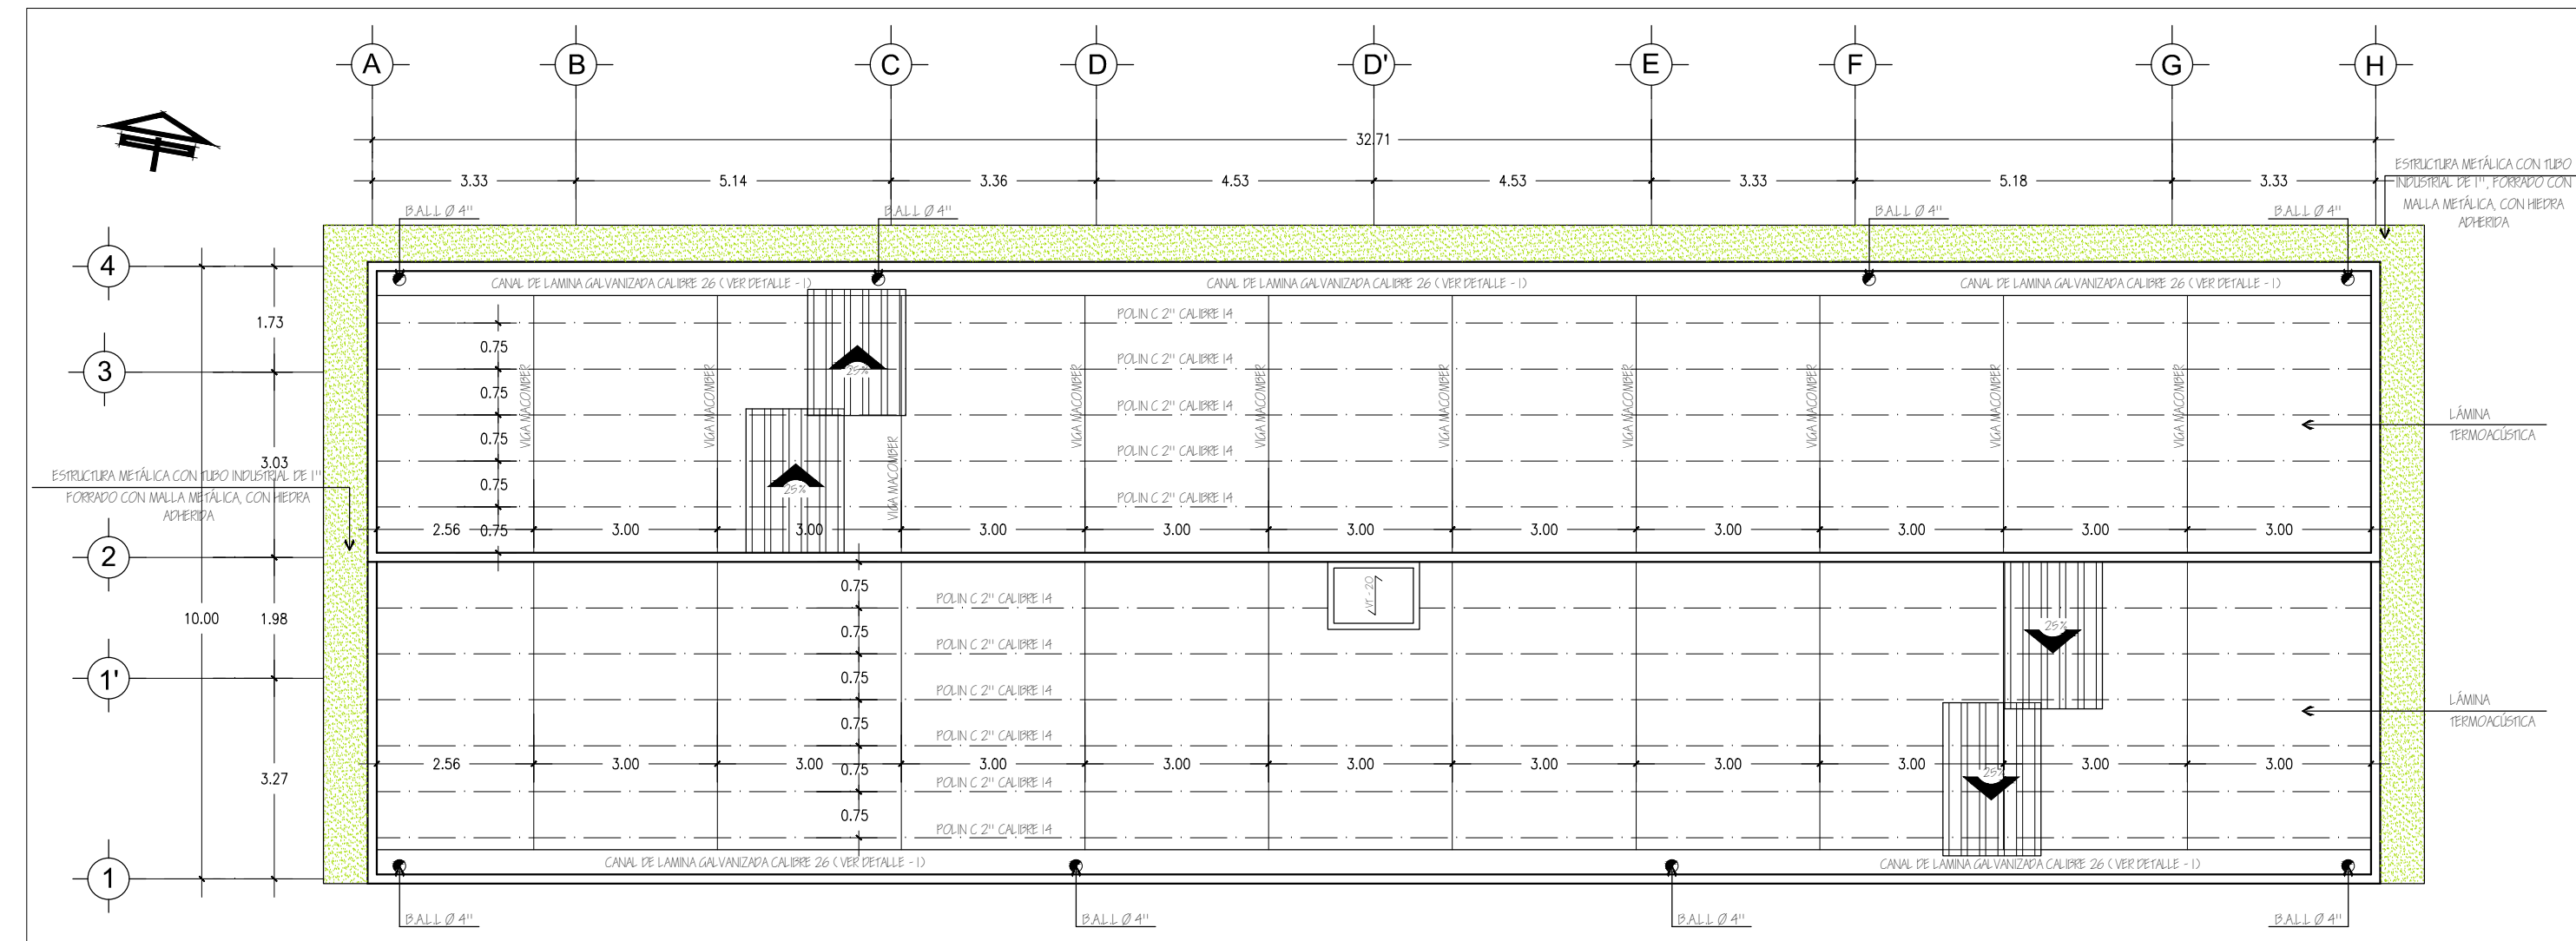 A B C D D' E F G H
32.71
3.33 5.14 3.36 4.53 4.53 3.33 5.18 3.33
ESTRUCTURA METÁLICA CON TUBO
INDUSTRIAL DE 1", FORRADO CON
MALLA METÁLICA, CON HIEDRA
ADHERIDA
B.A.L.L Ø 4" B.A.L.L Ø 4" B.A.L.L Ø 4" B.A.L.L Ø 4"
4
CANAL DE LAMINA GALVANIZADA CALIBRE 26 ( VER DETALLE - 1) CANAL DE LAMINA GALVANIZADA CALIBRE 26 ( VER DETALLE - 1) CANAL DE LAMINA GALVANIZADA CALIBRE 26 ( VER DETALLE - 1)
POLIN C 2" CALIBRE 14
1.73
0.75
POLIN C 2" CALIBRE 14
3
25%
0.75
VIGA MACOMBER VIGA MACOMBER VIGA MACOMBER VIGA MACOMBER VIGA MACOMBER VIGA MACOMBER VIGA MACOMBER VIGA MACOMBER VIGA MACOMBER
POLIN C 2" CALIBRE 14
LÁMINA
TERMOACÚSTICA
0.75
POLIN C 2" CALIBRE 14
3.03
ESTRUCTURA METÁLICA CON TUBO INDUSTRIAL DE 1"
FORRADO CON MALLA METÁLICA, CON HIEDRA
ADHERIDA
0.75
25%
VIGA MACOMBER
POLIN C 2" CALIBRE 14
2.56 0.75 3.00 3.00 3.00 3.00 3.00 3.00 3.00 3.00 3.00 3.00
2
0.75
POLIN C 2" CALIBRE 14
VT - 20
10.00 1.98
0.75
25%
POLIN C 2" CALIBRE 14
1'
0.75
POLIN C 2" CALIBRE 14
LÁMINA
TERMOACÚSTICA
0.75
POLIN C 2" CALIBRE 14
2.56 3.00 3.00 3.00 3.00 3.00 3.00 3.00 3.00 3.00 3.00
0.75
25%
3.27
POLIN C 2" CALIBRE 14
0.75
POLIN C 2" CALIBRE 14
CANAL DE LAMINA GALVANIZADA CALIBRE 26 ( VER DETALLE - 1) CANAL DE LAMINA GALVANIZADA CALIBRE 26 ( VER DETALLE - 1)
1
B.A.L.L Ø 4" B.A.L.L Ø 4" B.A.L.L Ø 4" B.A.L.L Ø 4"